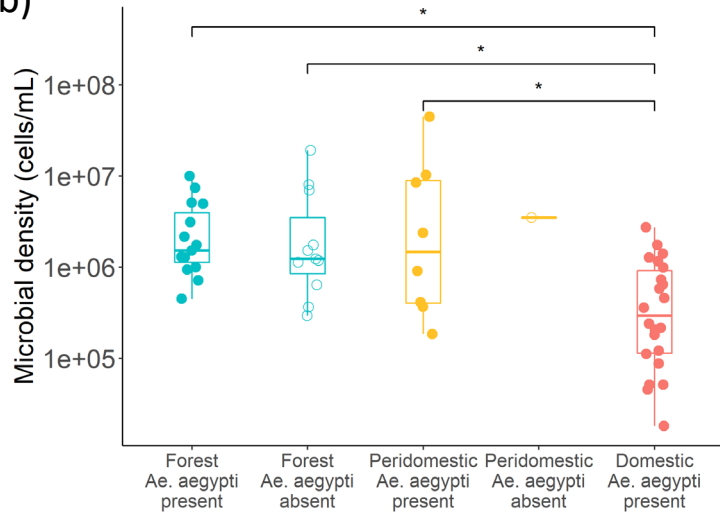 b)
*
*
*
Microbial density (cells/mL)
1e+08
1e+07
1e+06
1e+05
Forest
Ae. aegypti
present
Forest
Ae. aegypti
absent
Peridomestic
Ae. aegypti
present
Peridomestic
Ae. aegypti
absent
Domestic
Ae. aegypti
present